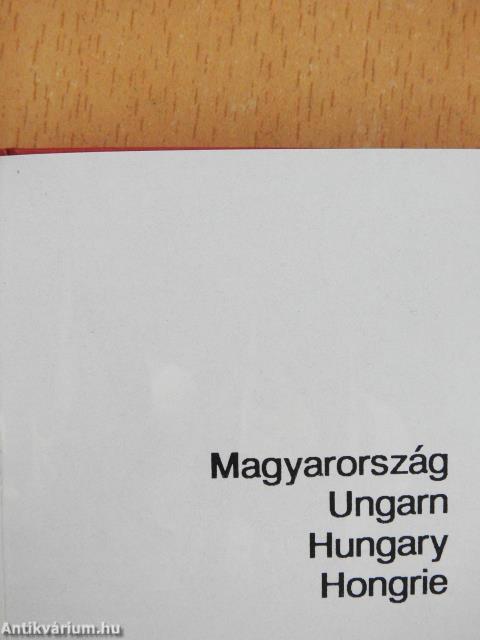 Magyarország
Ungarn
Hungary
Hongrie
Antikvárium.hu